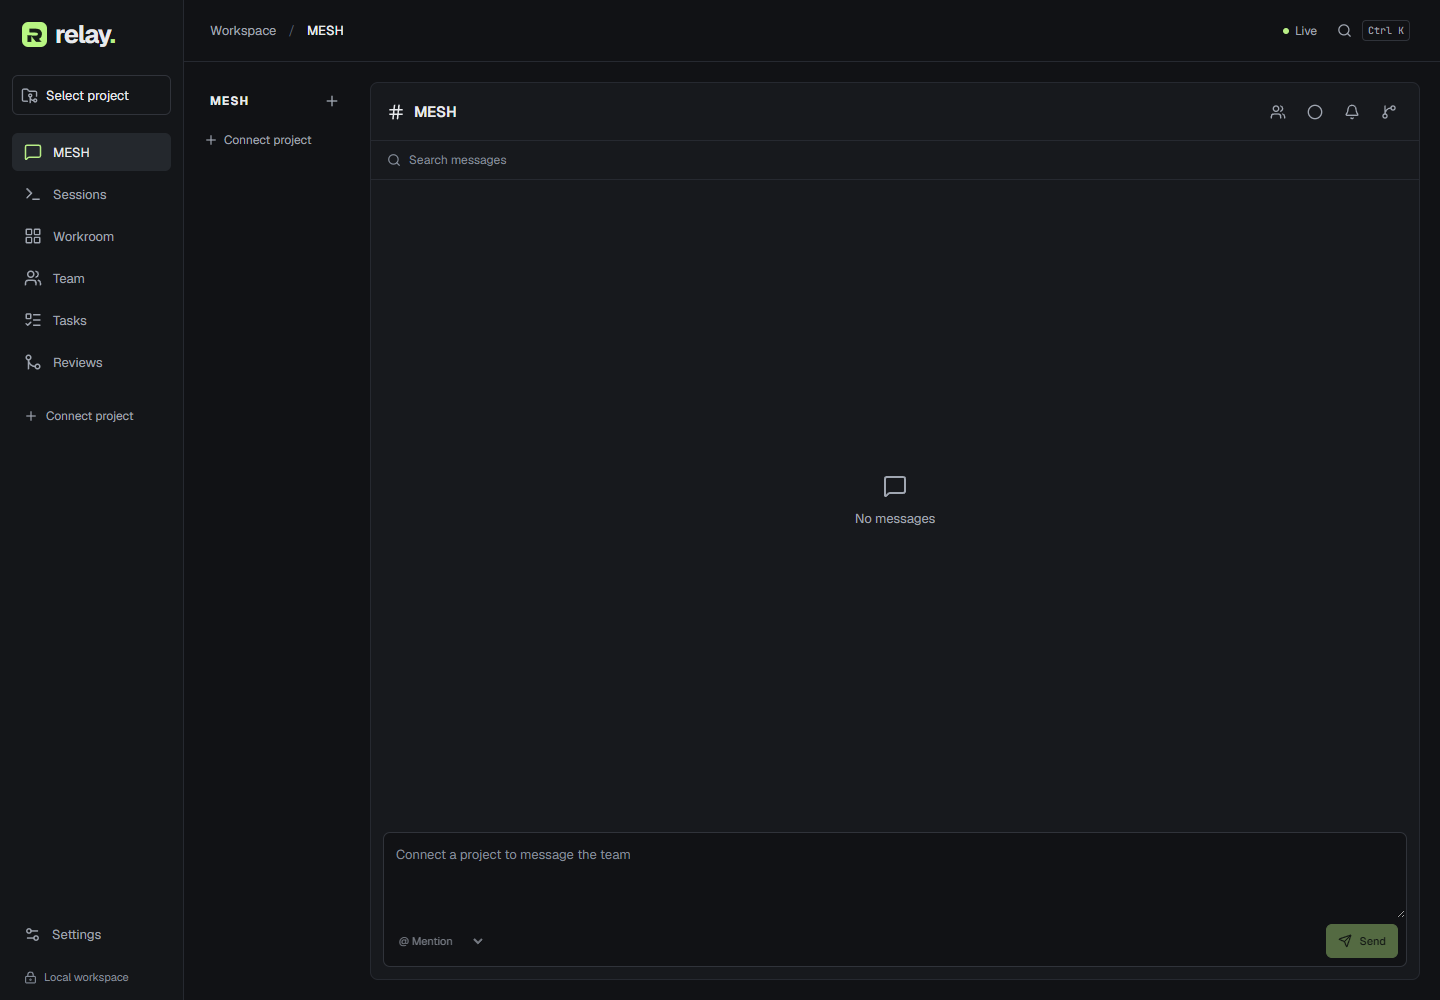 relay.
Select project
MESH
Sessions
Workroom
Team
Tasks
Reviews
Connect project
Settings
Local workspace
Workspace / MESH
Live
Ctrl K
MESH
Connect project
MESH
Search messages
No messages
Connect a project to message the team
@ Mention
Send